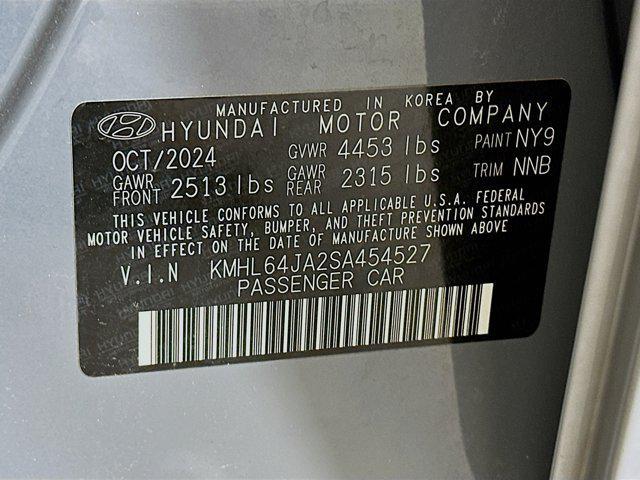 MANUFACTURED IN KOREA BY
HYUNDAI MOTOR COMPANY
OCT/2024 GVWR 4453 lbs PAINT NY9
GAWR FRONT 2513 lbs GAWR REAR 2315 lbs TRIM NNB
THIS VEHICLE CONFORMS TO ALL APPLICABLE U.S.A. FEDERAL
MOTOR VEHICLE SAFETY, BUMPER, AND THEFT PREVENTION STANDARDS
IN EFFECT ON THE DATE OF MANUFACTURE SHOWN ABOVE
V.I.N KMHL64JA2SA454527
PASSENGER CAR